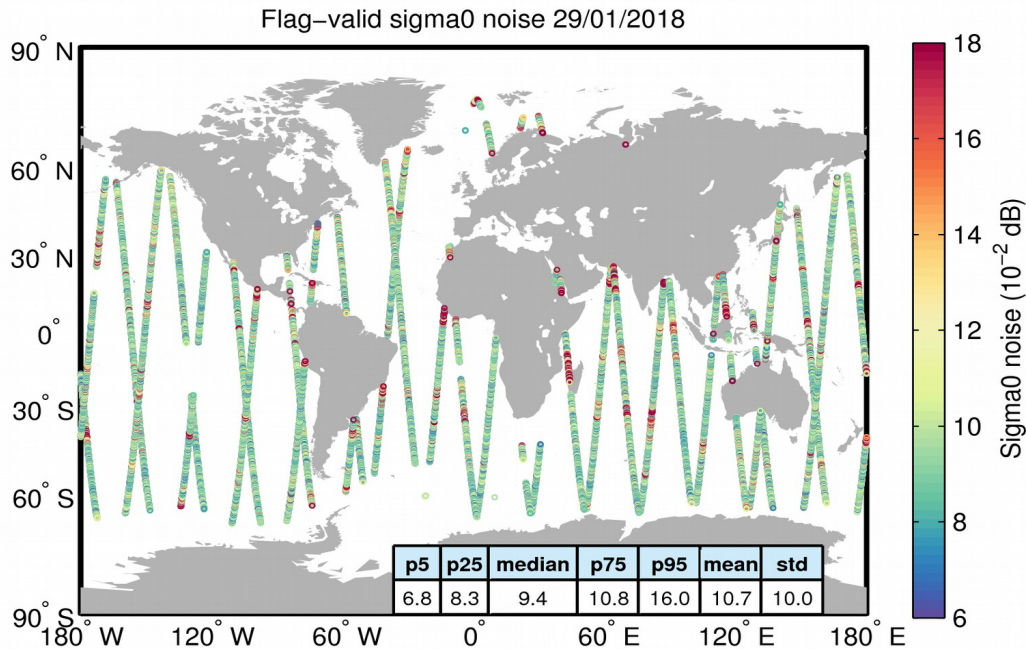 Flag−valid sigma0 noise 29/01/2018
90° N
60° N
30° N
0°
30° S
60° S
90° S
180° W
120° W
60° W
0°
60° E
120° E
180° E
p5 p25 median p75 p95 mean std
6.8 8.3 9.4 10.8 16.0 10.7 10.0
18
16
14
12
10
8
6
Sigma0 noise (10⁻² dB)